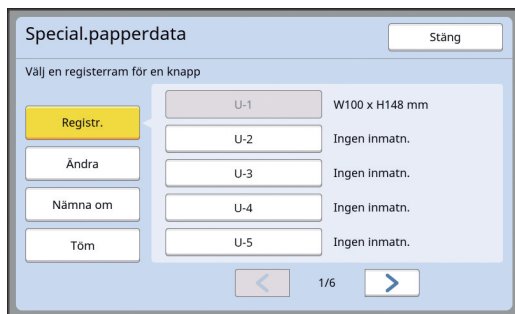 Special.papperdata
Stäng
Välj en registerram för en knapp
Registr.
Ändra
Nämna om
Töm
U-1 W100 x H148 mm
U-2 Ingen inmatn.
U-3 Ingen inmatn.
U-4 Ingen inmatn.
U-5 Ingen inmatn.
1/6